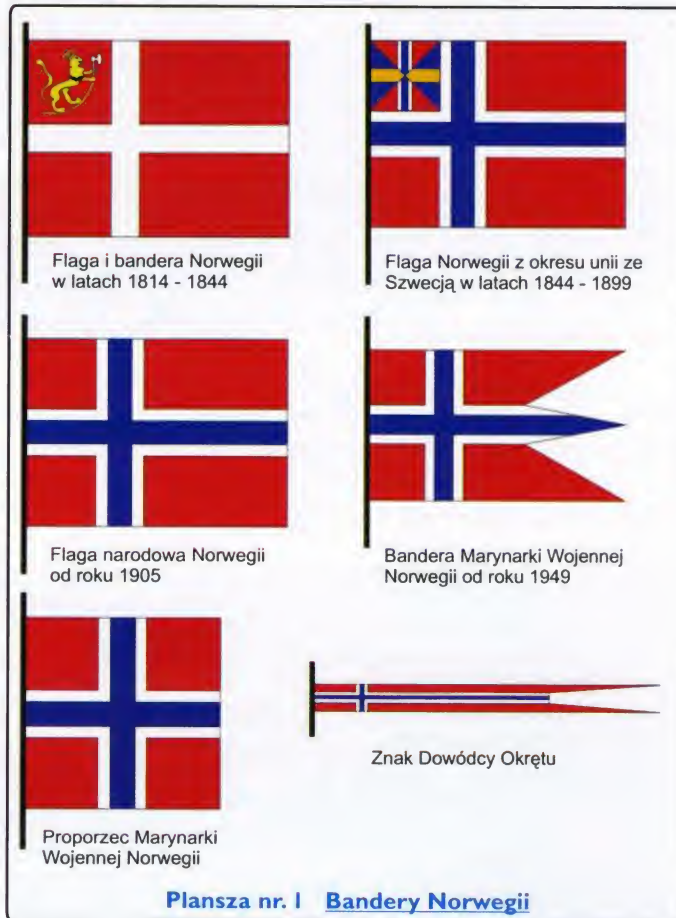 Flaga i bandera Norwegii
w latach 1814 - 1844
Flaga Norwegii z okresu unii ze
Szwecją w latach 1844 - 1899
Flaga narodowa Norwegii
od roku 1905
Bandera Marynarki Wojennej
Norwegii od roku 1949
Proporzec Marynarki
Wojennej Norwegii
Znak Dowódcy Okrętu
Plansza nr. I Bandery Norwegii